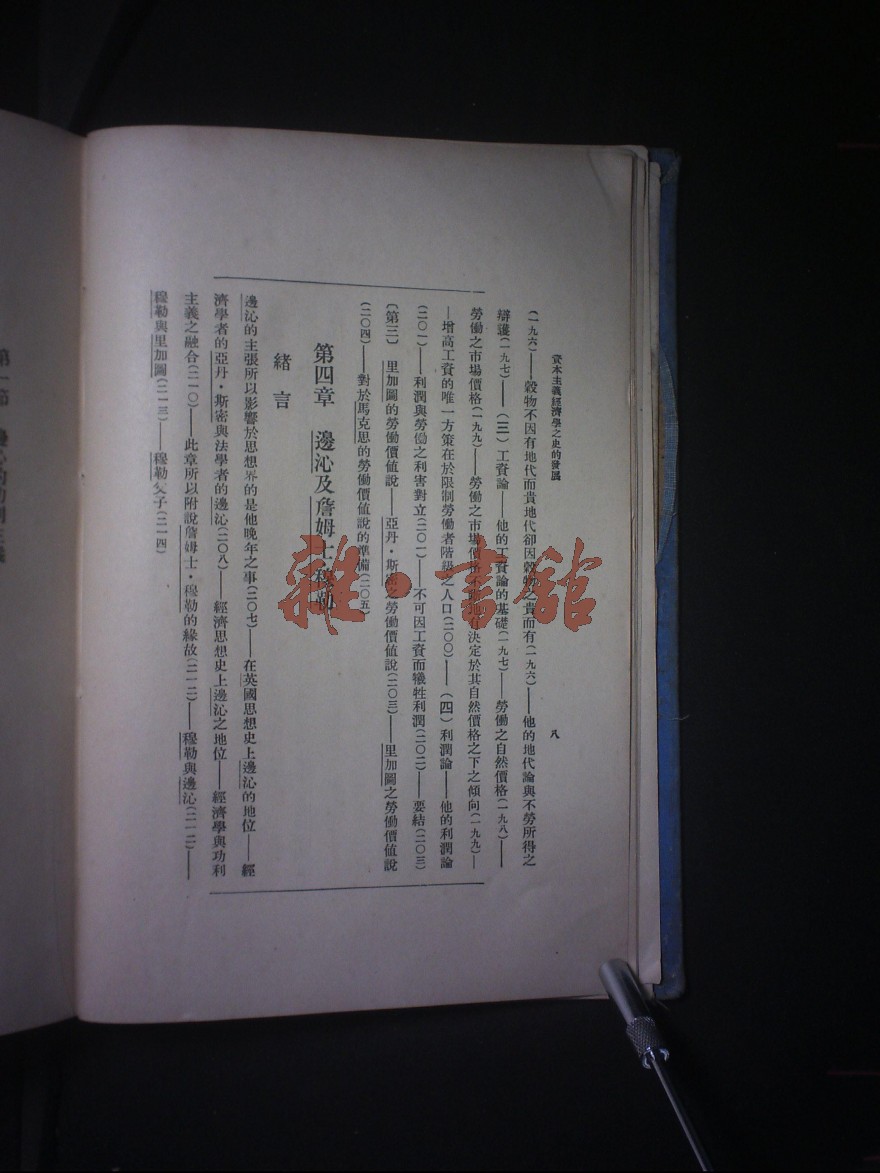 資本主義經濟學之史的發展
八
(一九六)——穀物不因有地代而貴地代卻因穀物之貴而有(一九六)——他的地代論與不勞所得之
辯護(一九七)——(三)工資論——他的工資論的基礎(一九七)——勞働之自然價格(一九八)——
勞働之市場價格(一九九)——勞働之市場價格決定於其自然價格之下之傾向(一九九)—
—增高工資的唯一方策在於限制勞働者階級之人口(二〇〇)——(四)利潤論——他的利潤論
(二〇一)——利潤與勞働之利害對立(二〇一)——不可因工資而犧牲利潤(二〇二)——要結(二〇三)
〔第三〕里加圖的勞働價值說——亞丹・斯密之勞働價值說(二〇三)——里加圖之勞働價值說
(二〇四)——對於馬克思的勞働價值說的準備(二〇五)
第四章 邊沁及詹姆士・穆勒
緒言
邊沁的主張所以影響於思想界的是他晚年之事(二〇七)——在英國思想史上邊沁的地位——經
濟學者的亞丹・斯密與法學者的邊沁(二〇八)——經濟思想史上邊沁之地位——經濟學與功利
主義之融合(二一〇)——此章所以附說詹姆士・穆勒的緣故(二一二)——穆勒與邊沁(二一二)——
穆勒與里加圖(二一三)——穆勒父子(二一四)
第一節 邊沁的功利主義
雜・書館